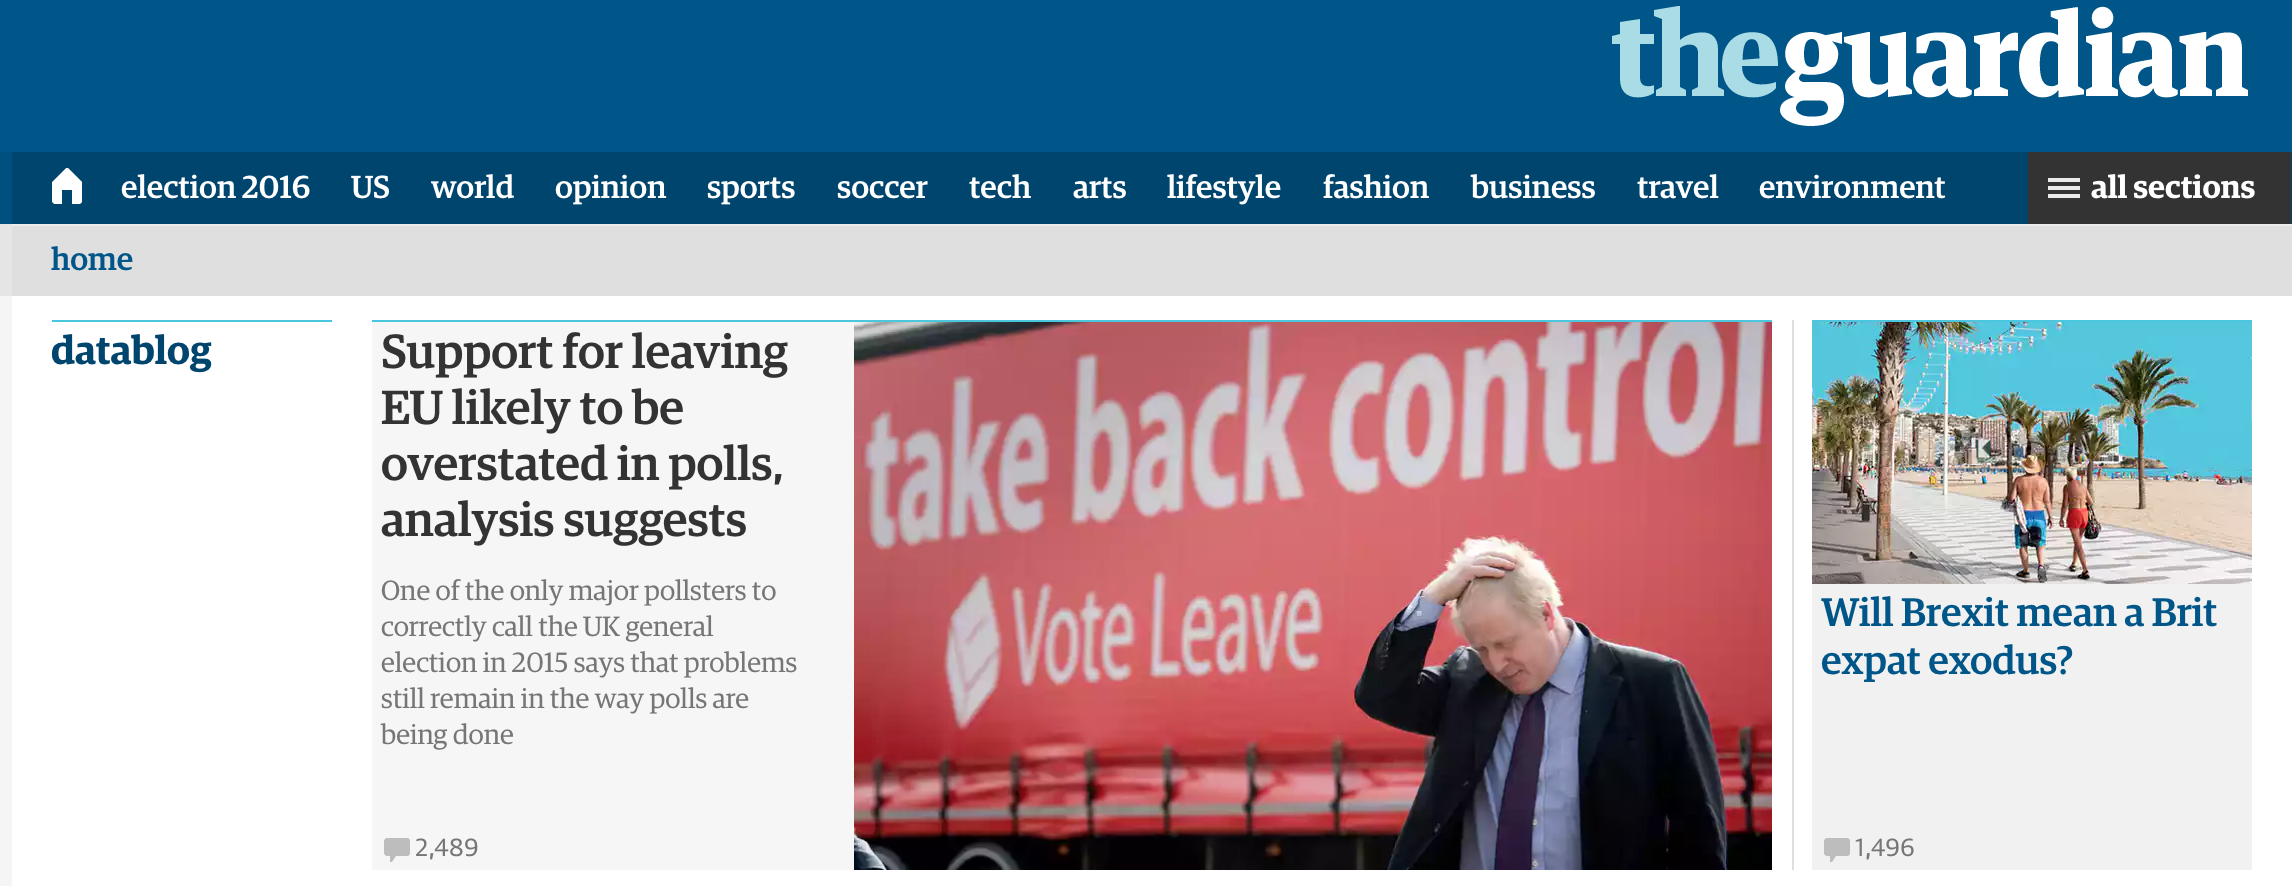 theguardian
election 2016 US world opinion sports soccer tech arts lifestyle fashion business travel environment all sections
home
datablog
Support for leaving
EU likely to be
overstated in polls,
analysis suggests
One of the only major pollsters to
correctly call the UK general
election in 2015 says that problems
still remain in the way polls are
being done
2,489
take back control
Vote Leave
Will Brexit mean a Brit
expat exodus?
1,496